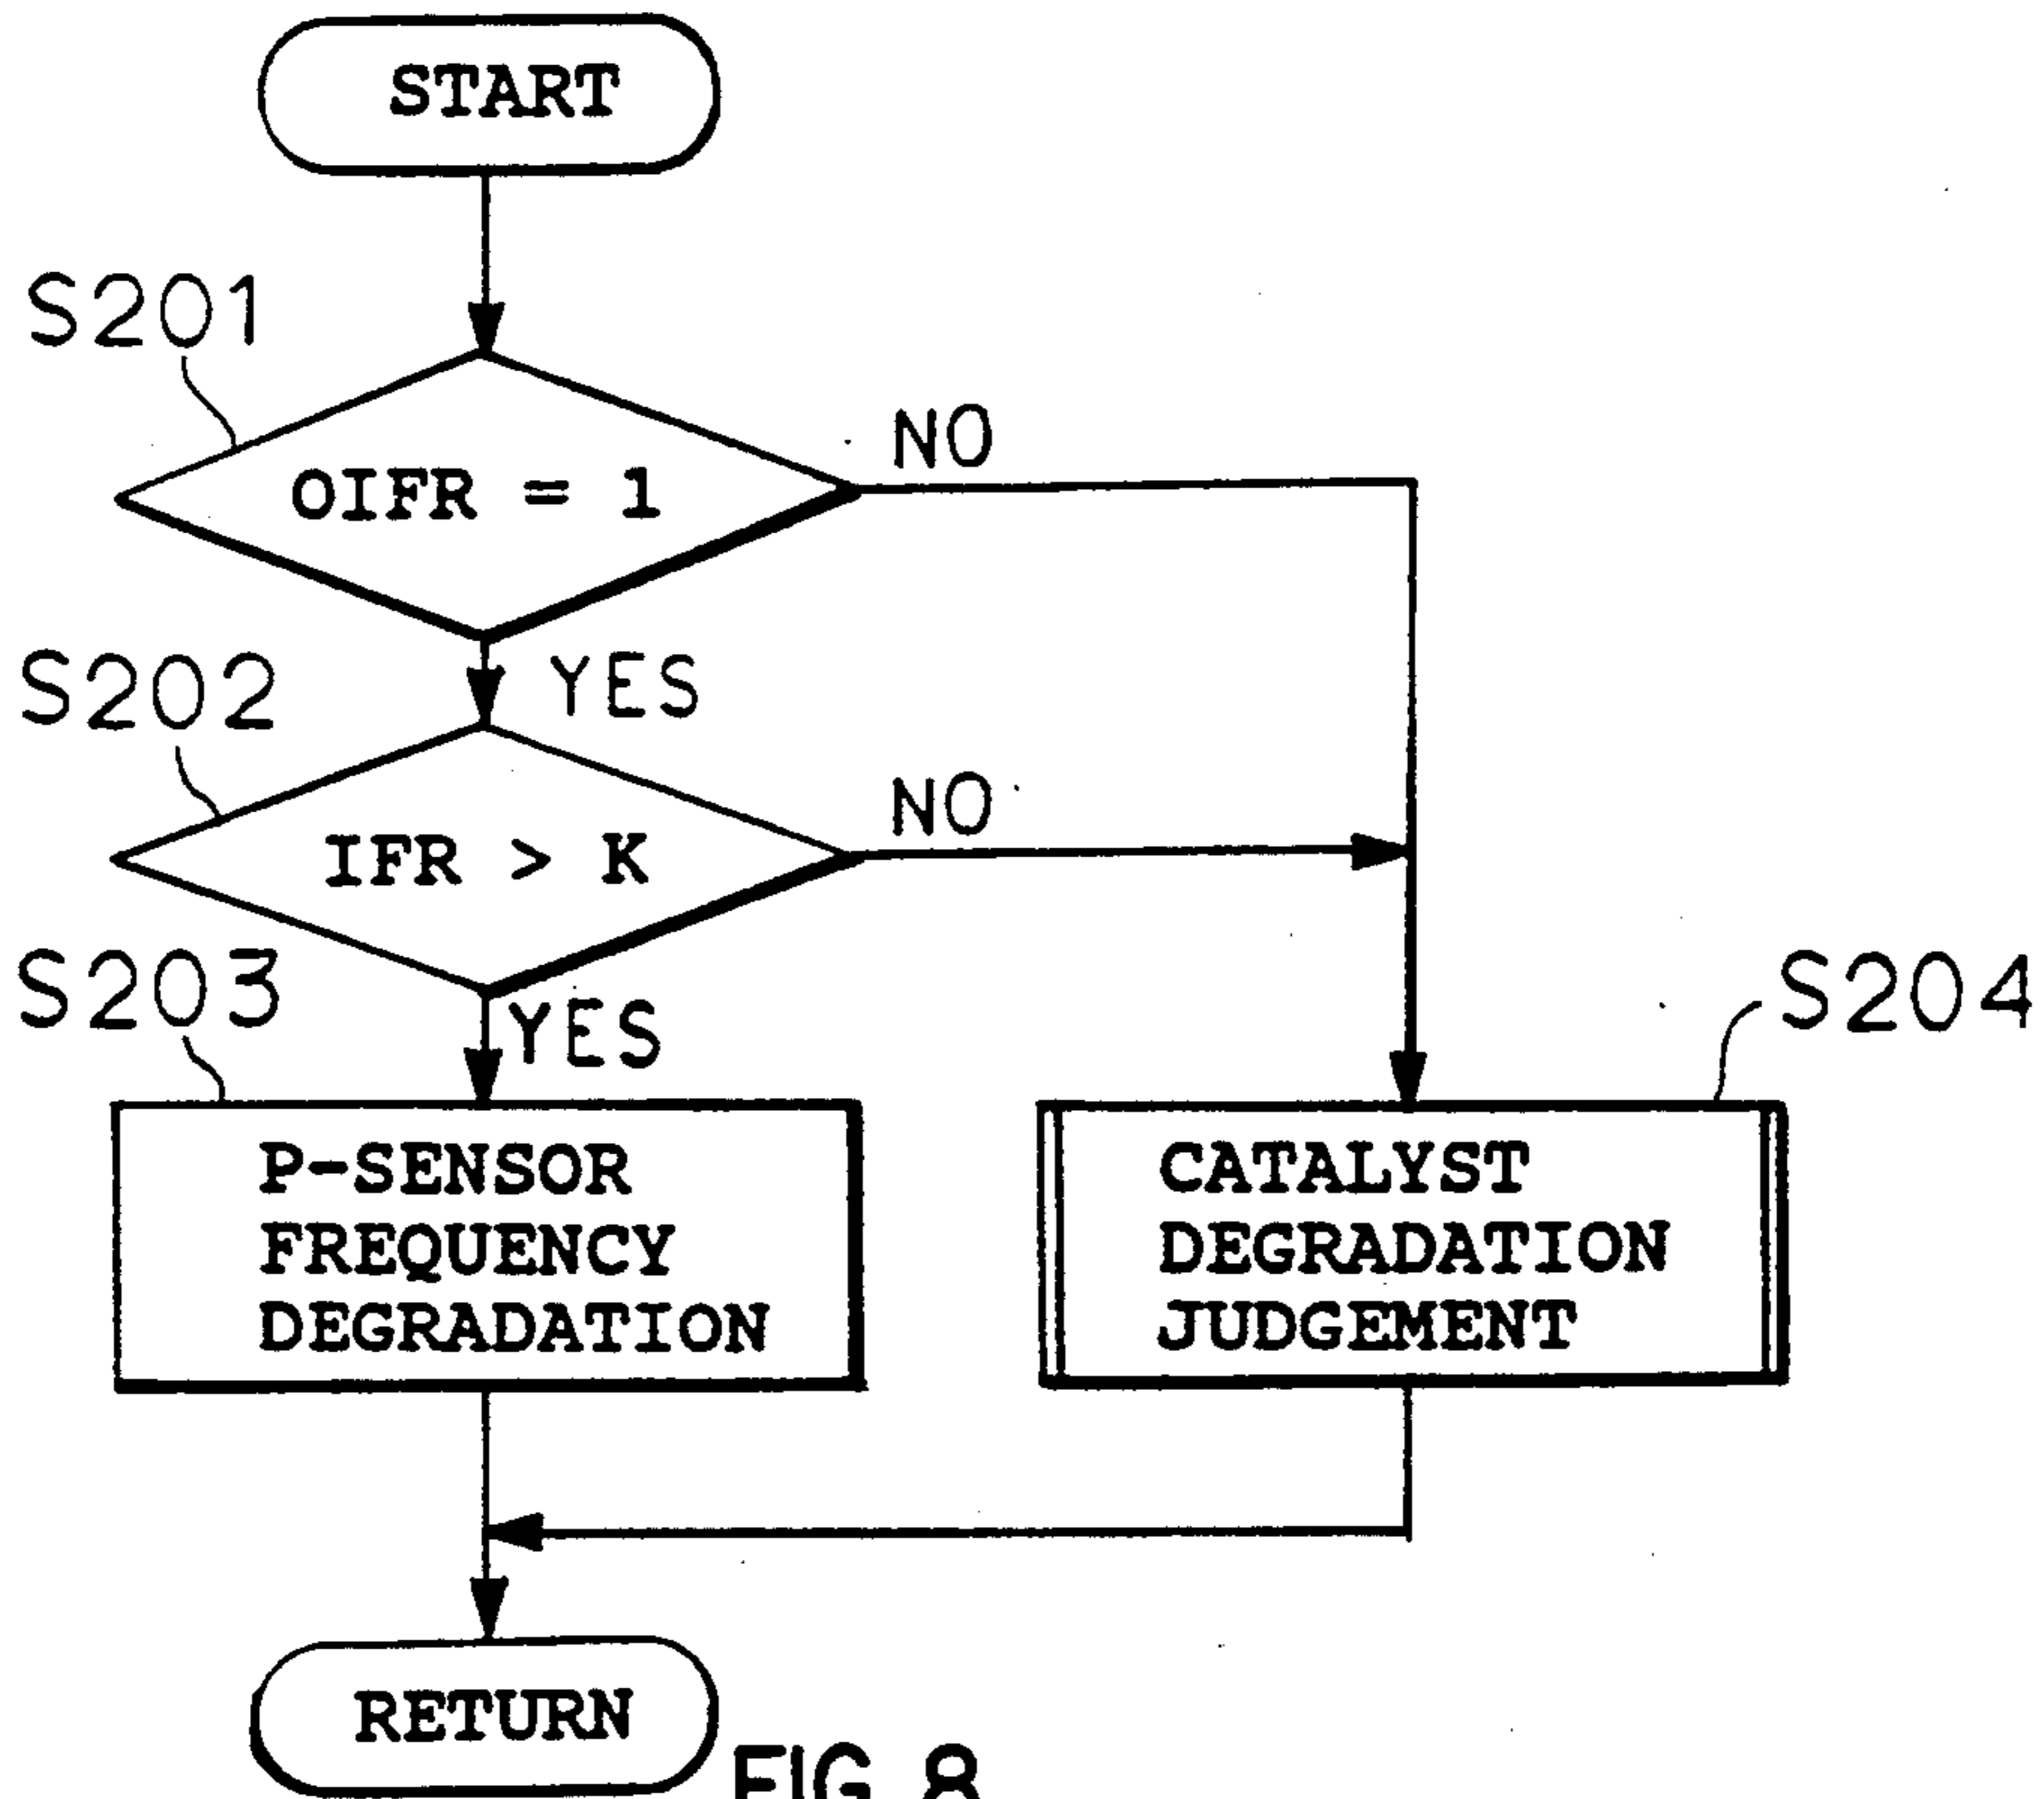 START
S201
OIFR = 1
NO
S202
YES
IFR > K
NO
S203
YES
S204
P-SENSOR
FREQUENCY
DEGRADATION
CATALYST
DEGRADATION
JUDGEMENT
RETURN
FIG. 8